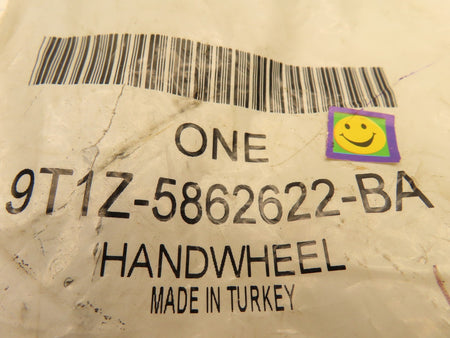 ONE
9T1Z-5862622-BA
HANDWHEEL
MADE IN TURKEY